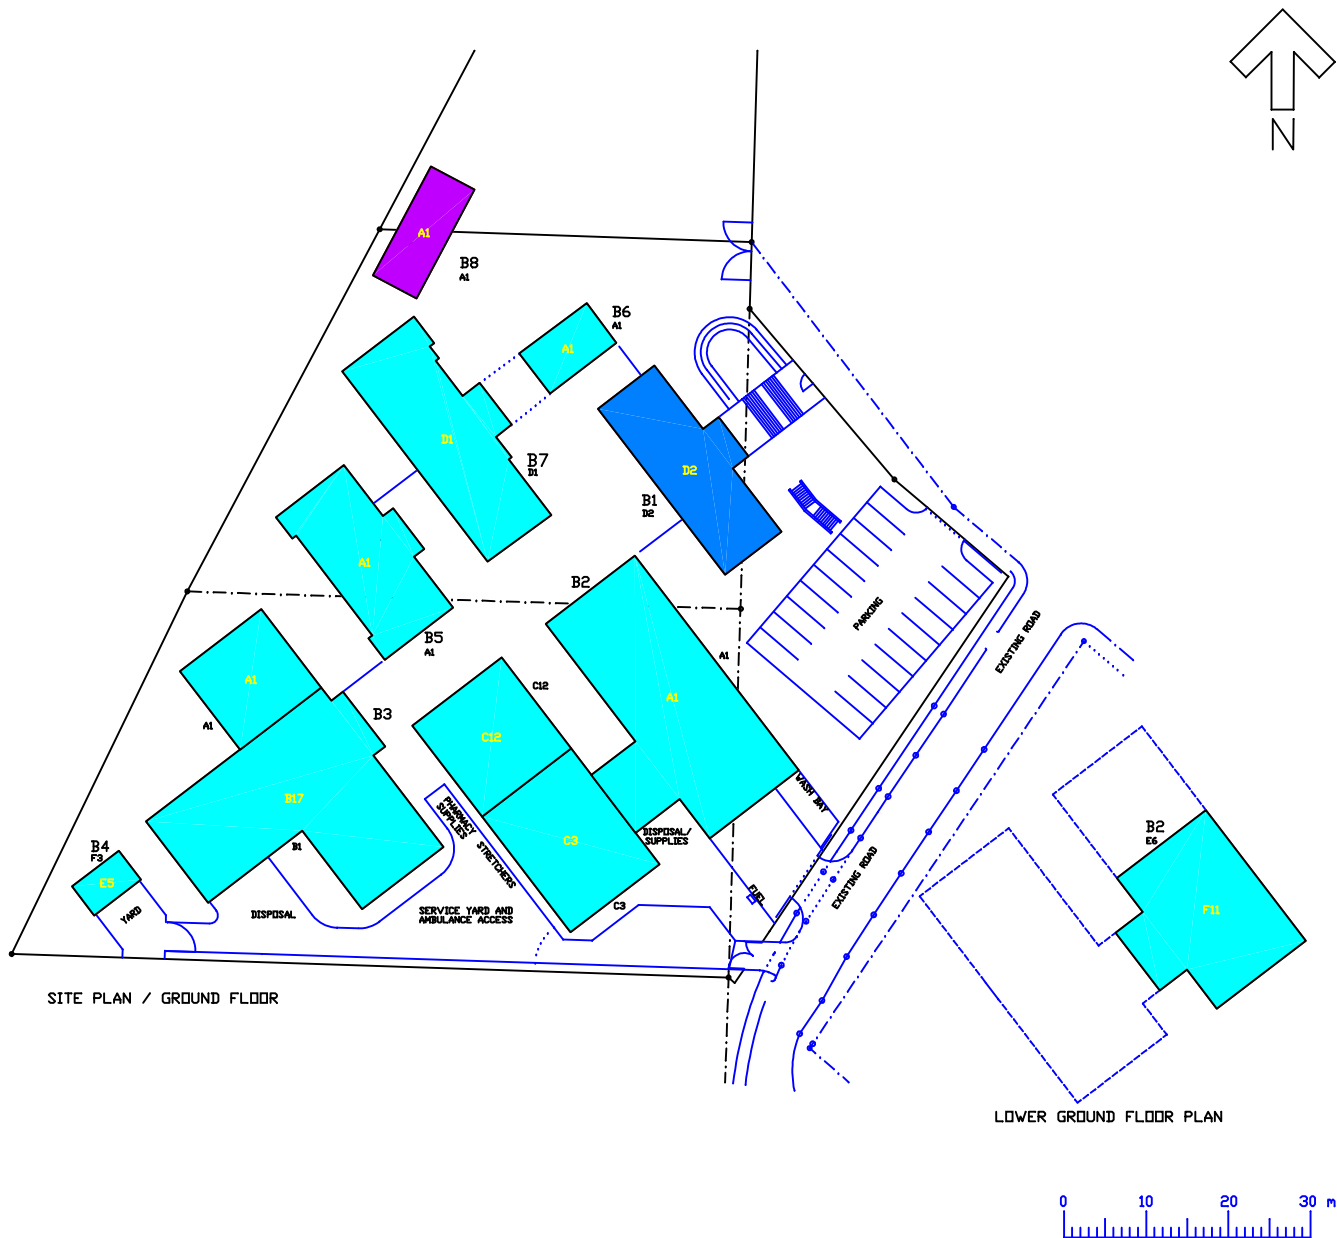 N
A1
B8
A1
B6
A1
A1
D1
B7
D1
D2
B1
D2
A1
B5
A1
B2
A1
A1
PARKING
EXISTING ROAD
A1
A1
B3
C12
C12
B17
B1
C3
C3
PHARMACY
SUPPLIES
STRETCHERS
DISPOSAL/
SUPPLIES
WASH BAY
FUEL
EXISTING ROAD
B4
F3
E5
YARD
DISPOSAL
SERVICE YARD AND
AMBULANCE ACCESS
B2
E6
F11
SITE PLAN / GROUND FLOOR
LOWER GROUND FLOOR PLAN
0 10 20 30 m